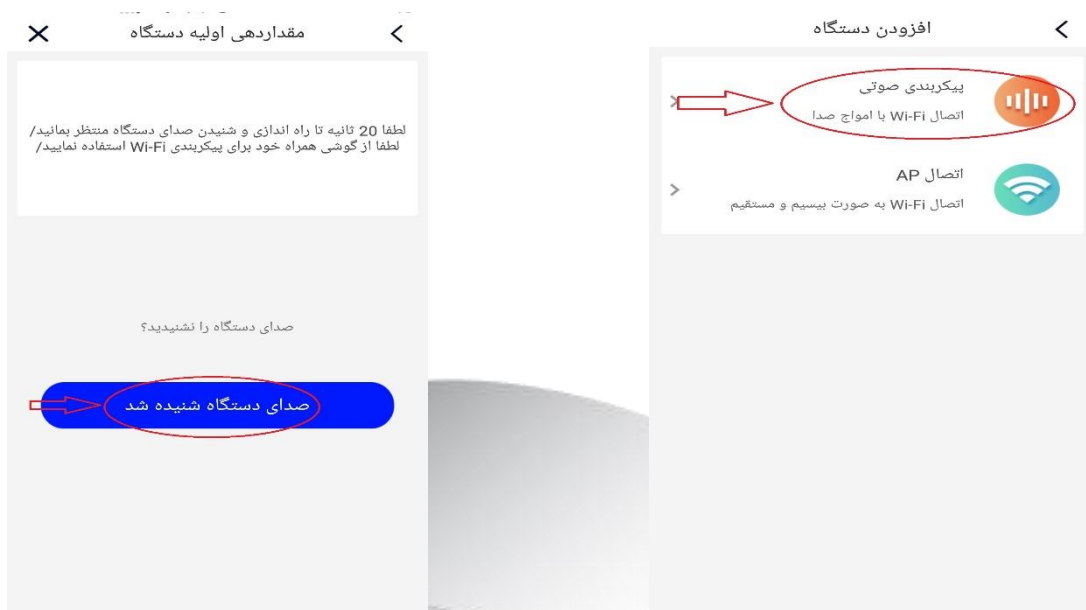 افزودن دستگاه
پیکربندی صوتی
اتصال Wi-Fi با امواج صدا
اتصال AP
اتصال Wi-Fi به صورت بیسیم و مستقیم
مقداردهی اولیه دستگاه
لطفا 20 ثانیه تا راه اندازی و شنیدن صدای دستگاه منتظر بمانید/
لطفا از گوشی همراه خود برای پیکربندی Wi-Fi استفاده نمایید/
صدای دستگاه را نشنیدید؟
صدای دستگاه شنیده شد